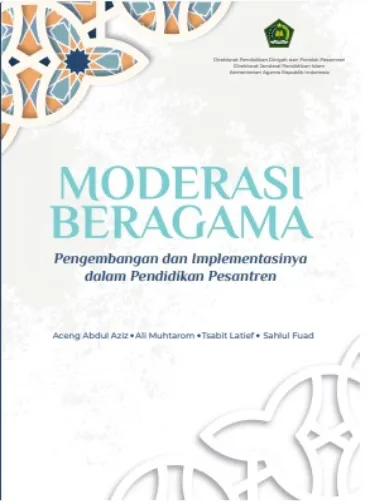 Direktorat Pendidikan Diniyah dan Pondok Pesantren
Direktorat Jenderal Pendidikan Islam
Kementerian Agama Republik Indonesia
MODERASI
BERAGAMA
Pengembangan dan Implementasinya
dalam Pendidikan Pesantren
Aceng Abdul Aziz • Ali Muhtarom • Tsabit Latief • Sahlul Fuad